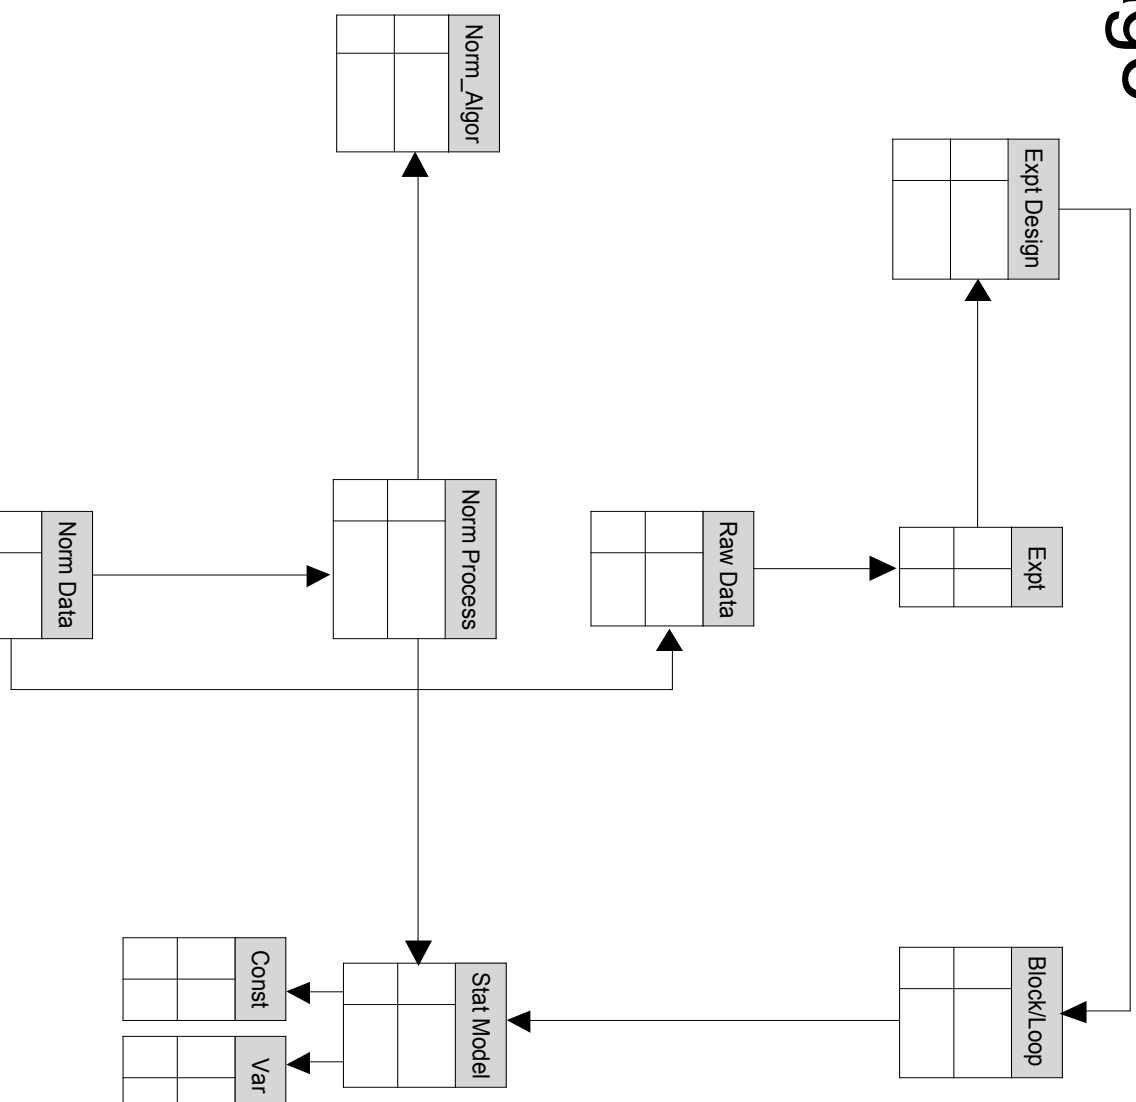 Expt Design
Expt
Block/Loop
Raw Data
Norm_Algor
Norm Process
Stat Model
Const
Var
Norm Data